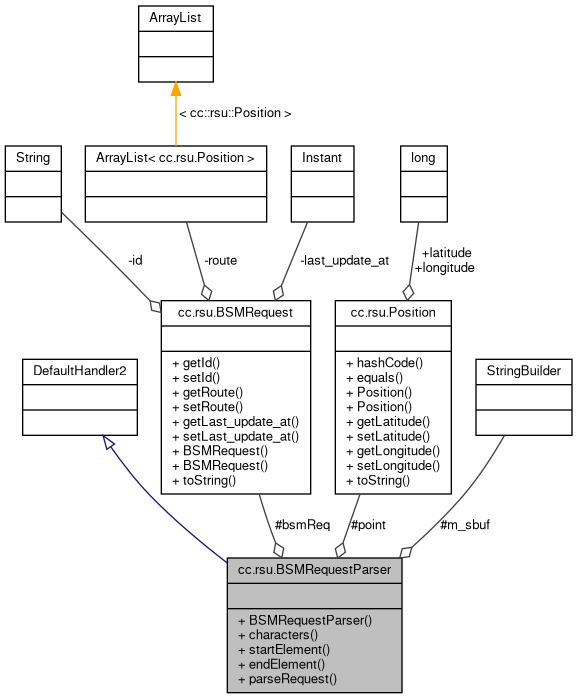 ArrayList
< cc::rsu::Position >
String
ArrayList< cc.rsu.Position >
Instant
long
-id
-route
-last_update_at
+latitude
+longitude
cc.rsu.BSMRequest
+ getId()
+ setId()
+ getRoute()
+ setRoute()
+ getLast_update_at()
+ setLast_update_at()
+ BSMRequest()
+ BSMRequest()
+ toString()
cc.rsu.Position
+ hashCode()
+ equals()
+ Position()
+ Position()
+ getLatitude()
+ setLatitude()
+ getLongitude()
+ setLongitude()
+ toString()
DefaultHandler2
StringBuilder
#bsmReq
#point
#m_sbuf
cc.rsu.BSMRequestParser
+ BSMRequestParser()
+ characters()
+ startElement()
+ endElement()
+ parseRequest()